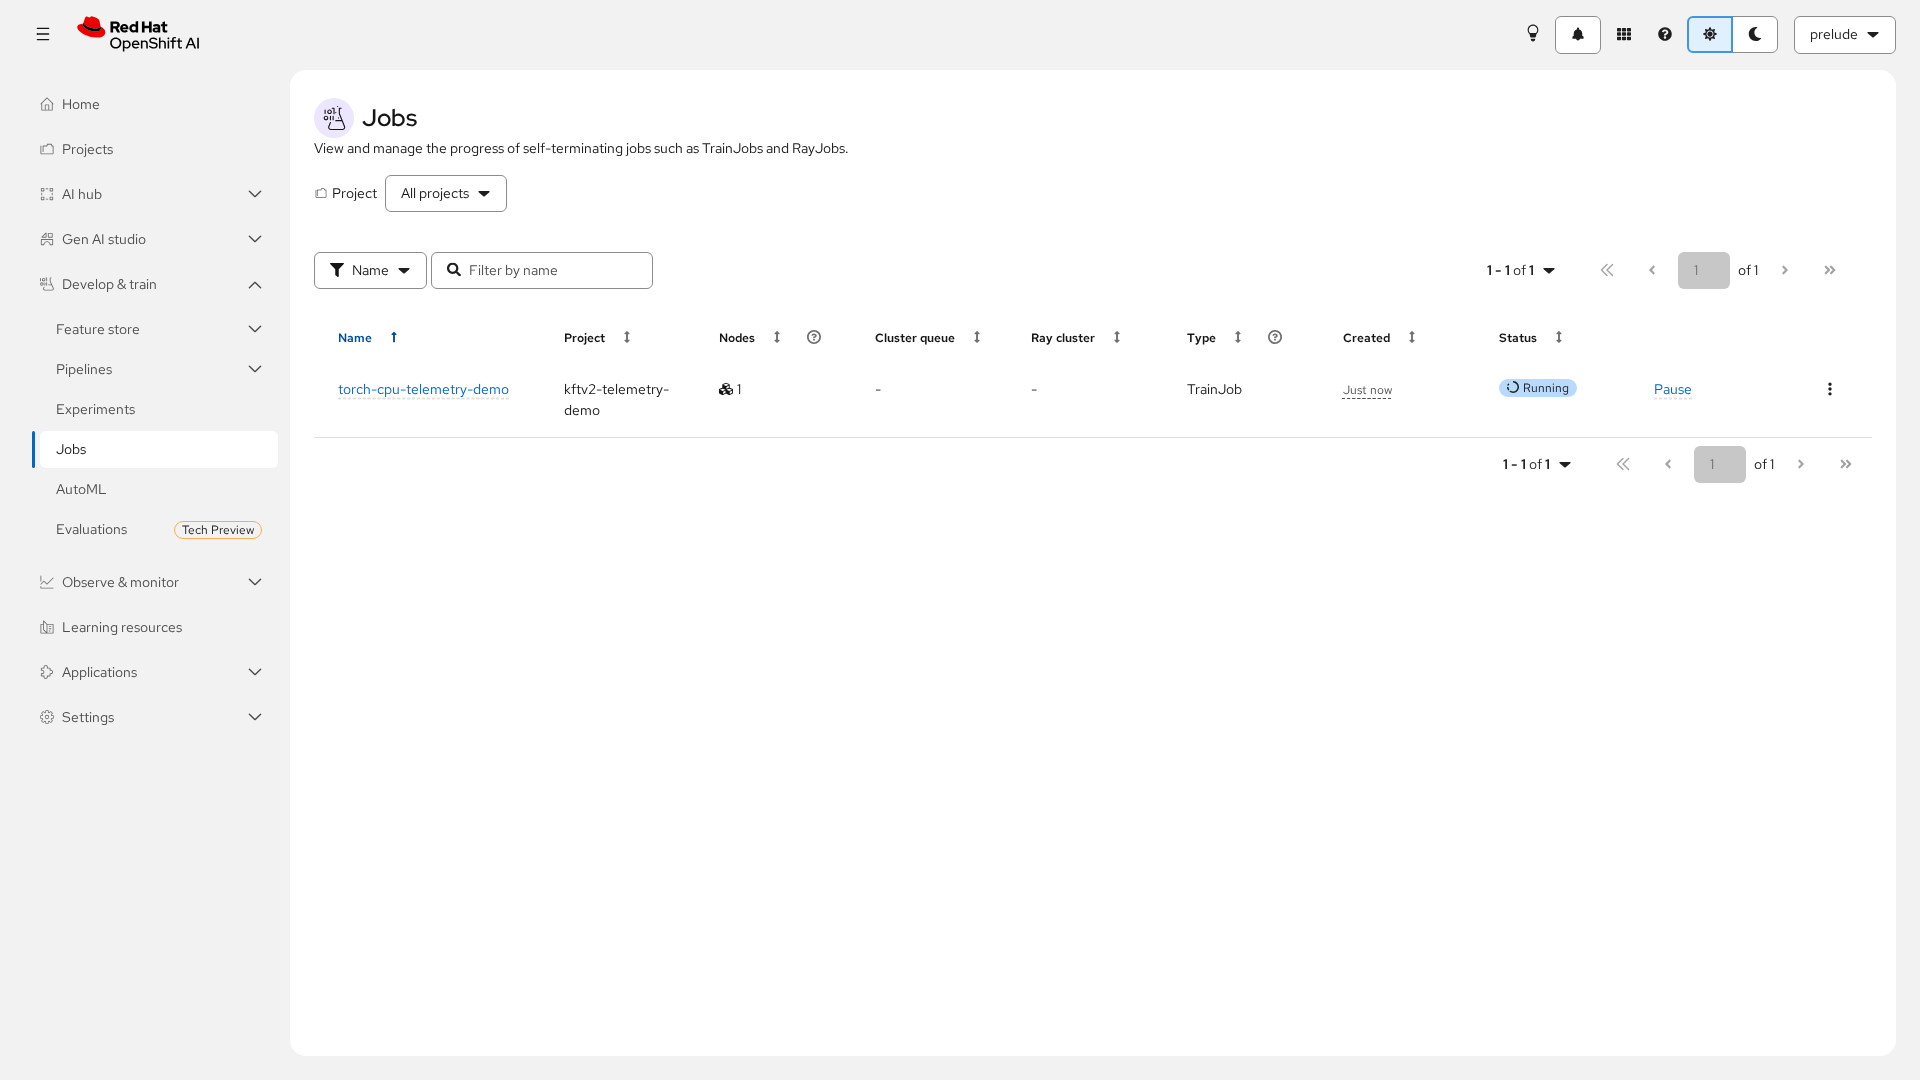 Red Hat
OpenShift AI
prelude
Home
Projects
AI hub
Gen AI studio
Develop & train
Feature store
Pipelines
Experiments
Jobs
AutoML
Evaluations Tech Preview
Observe & monitor
Learning resources
Applications
Settings
Jobs
View and manage the progress of self-terminating jobs such as TrainJobs and RayJobs.
Project All projects
Name Filter by name 1 - 1 of 1 1 of 1
Name Project Nodes Cluster queue Ray cluster Type Created Status
torch-cpu-telemetry-demo kftv2-telemetry- 1 - - TrainJob Just now Running Pause
demo
1 - 1 of 1 1 of 1